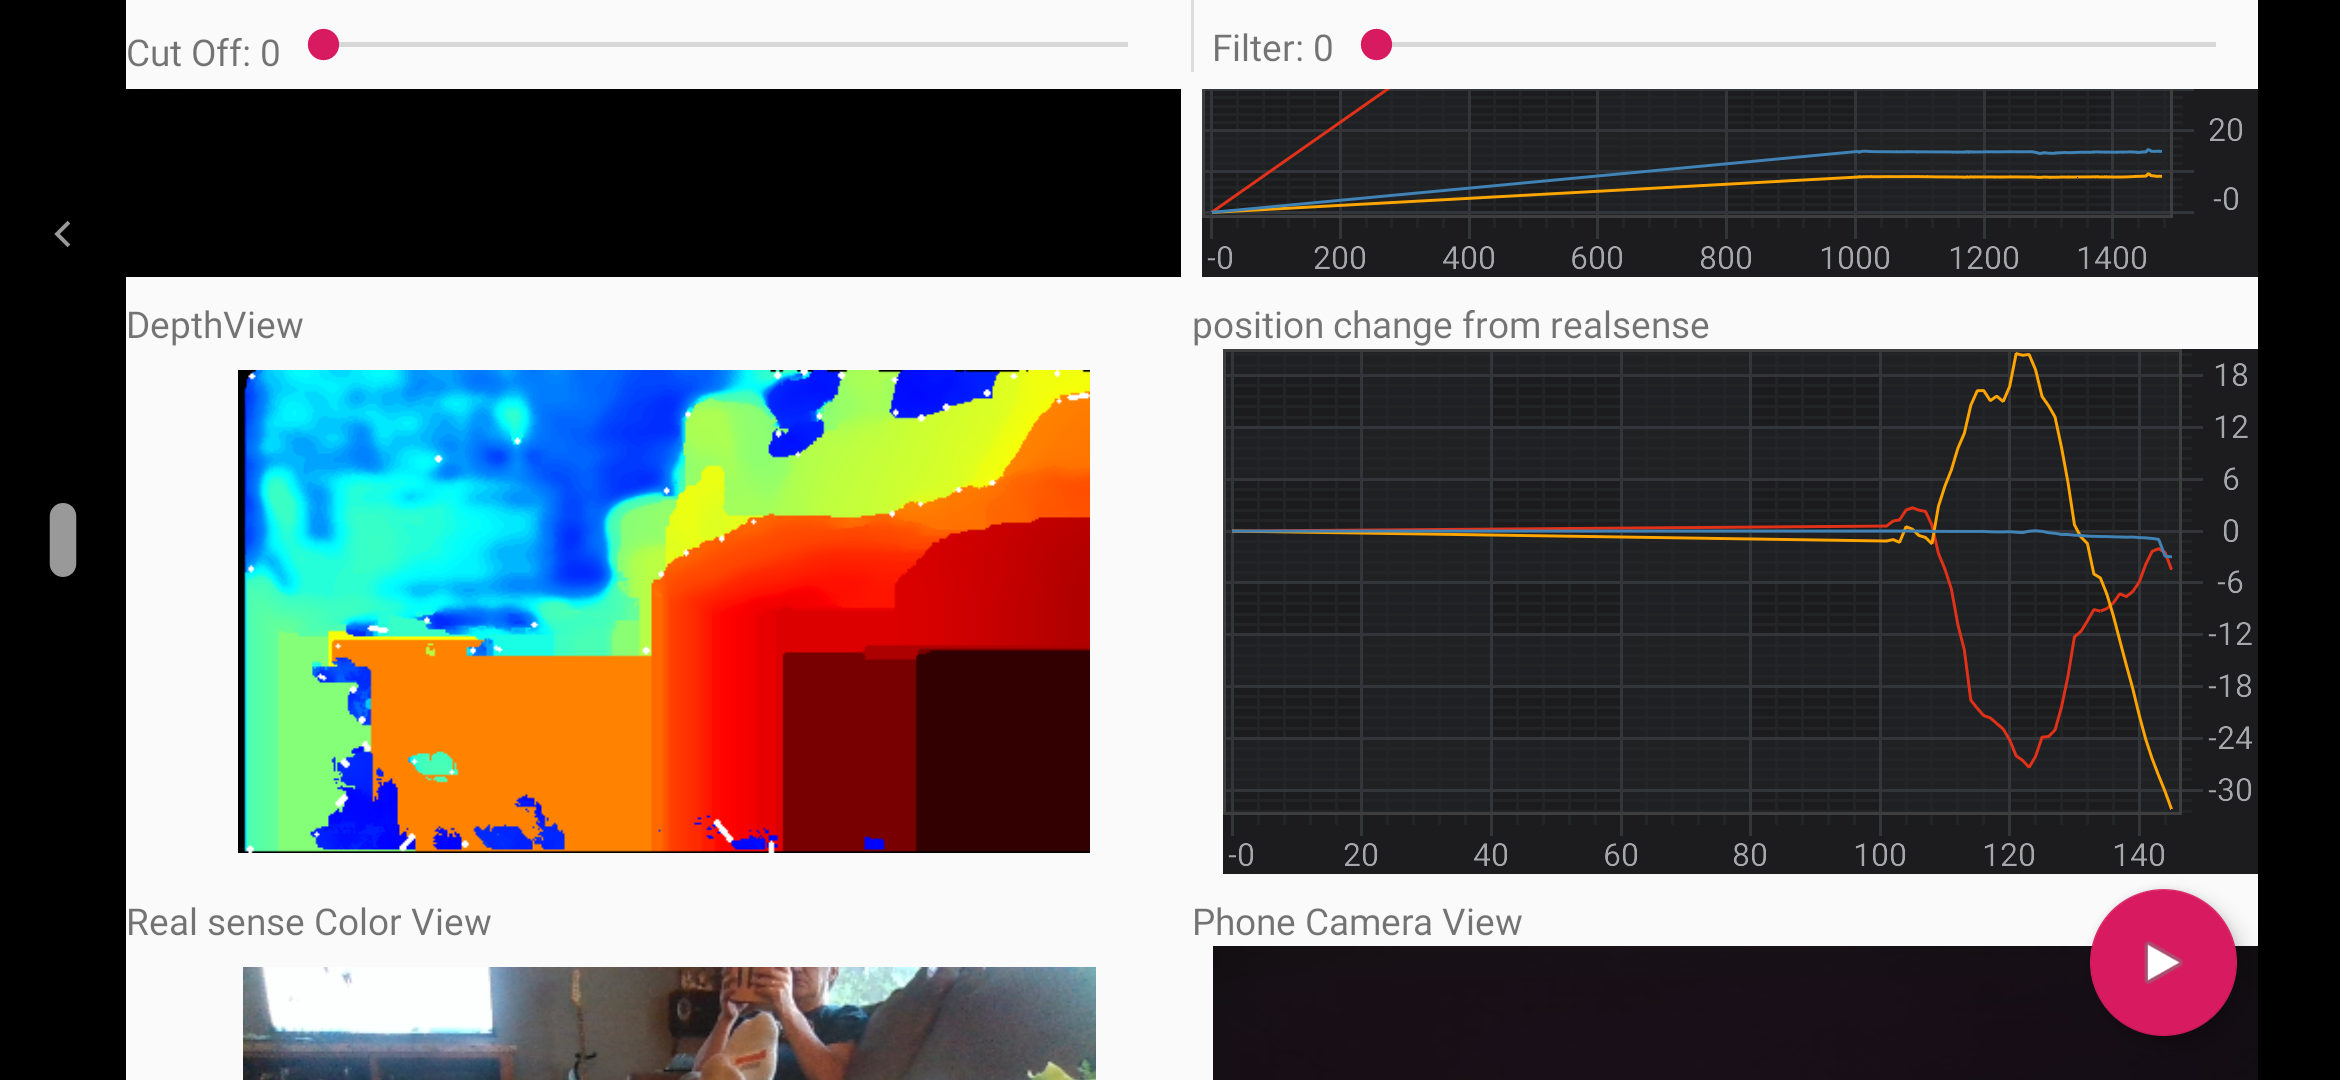 Cut Off: 0
Filter: 0
20
-0
-0 200 400 600 800 1000 1200 1400
DepthView
position change from realsense
18
12
6
0
-6
-12
-18
-24
-30
-0 20 40 60 80 100 120 140
Real sense Color View
Phone Camera View